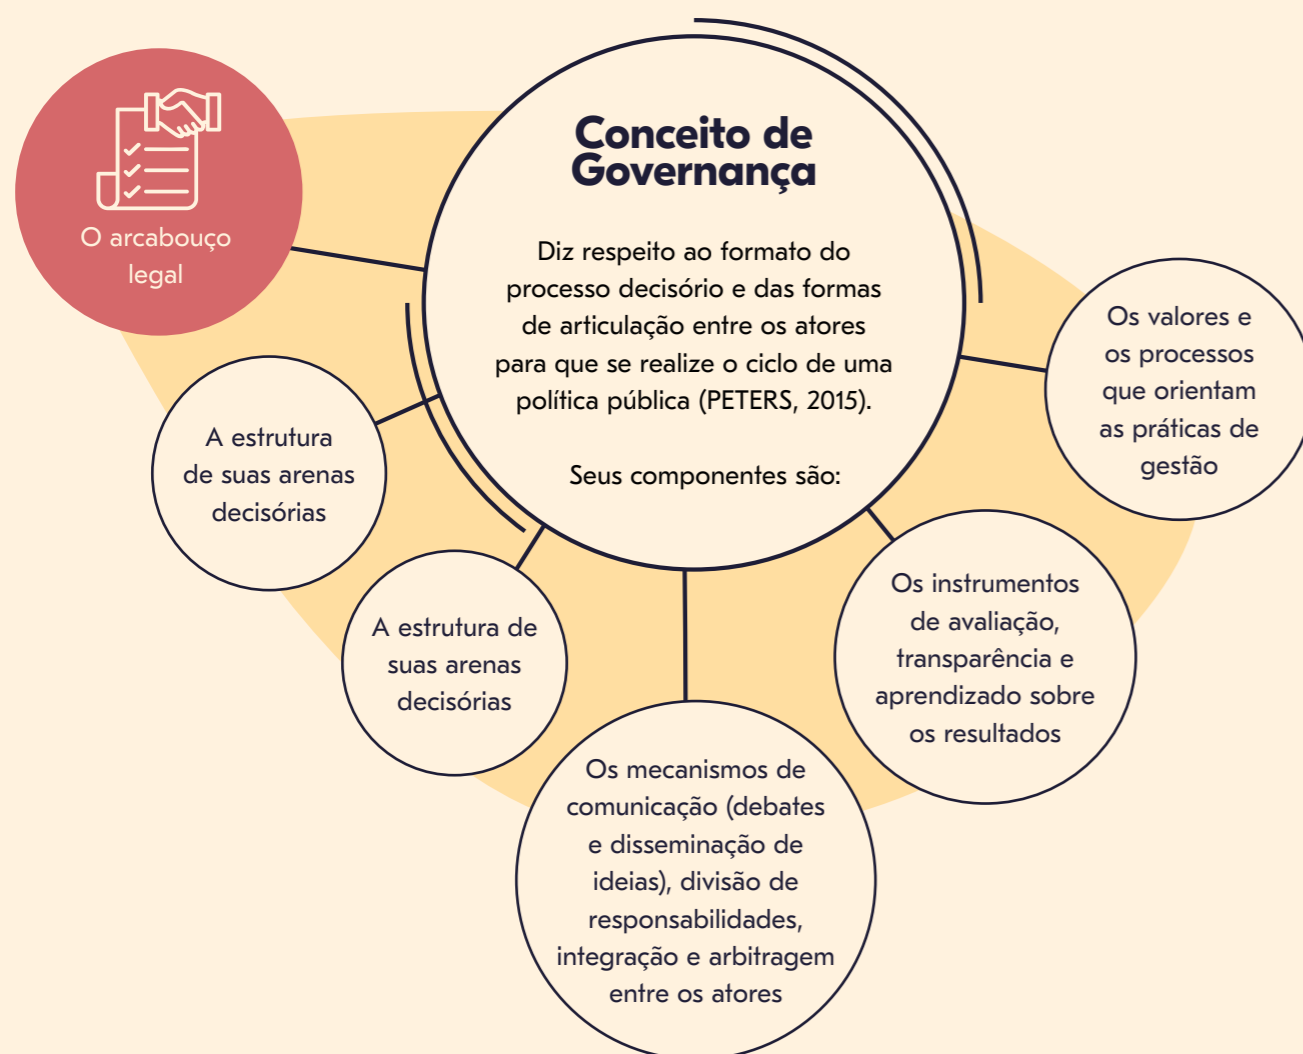 Conceito de
Governança
Diz respeito ao formato do
processo decisório e das formas
de articulação entre os atores
para que se realize o ciclo de uma
política pública (PETERS, 2015).
Seus componentes são:
O arcabouço
legal
A estrutura
de suas arenas
decisórias
A estrutura de
suas arenas
decisórias
Os mecanismos de
comunicação (debates
e disseminação de
ideias), divisão de
responsabilidades,
integração e arbitragem
entre os atores
Os instrumentos
de avaliação,
transparência e
aprendizado sobre
os resultados
Os valores e
os processos
que orientam
as práticas de
gestão